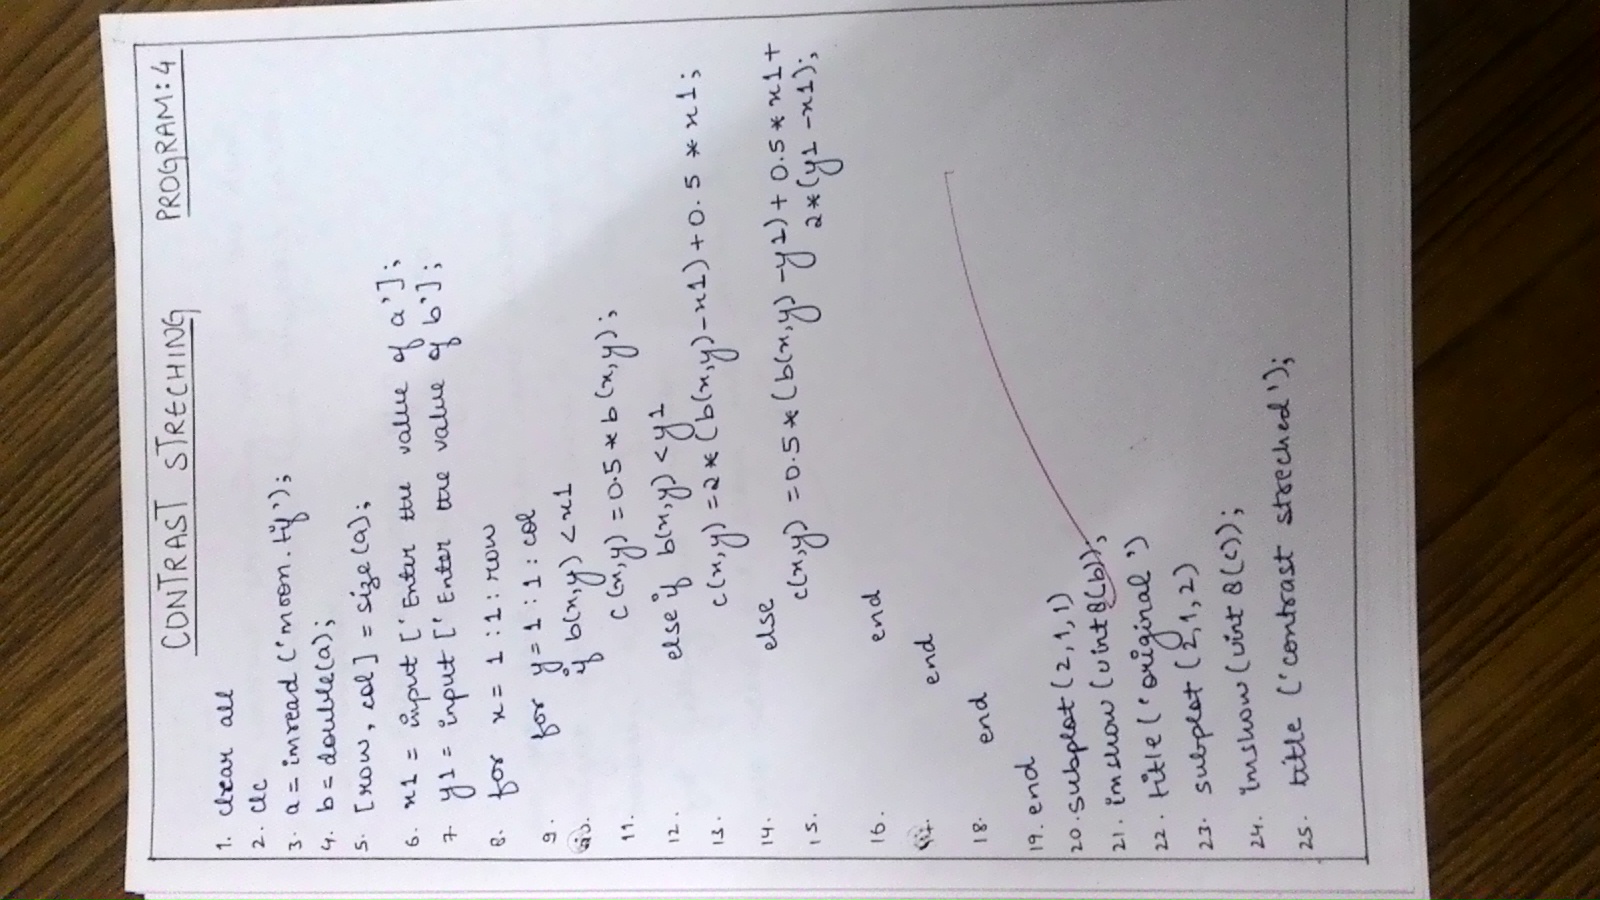 CONTRAST STRECHING PROGRAM: 4
1. clear all
2. clc
3. a = imread ('moon.tif');
4. b = double(a);
5. [row, col] = size(a);
6. x1 = input ['Enter the value of a'];
7. y1 = input ['Enter the value of b'];
8. for x = 1 : 1 : row
9. for y = 1 : 1 : col
10. if b(x,y) < x1
11. c(x,y) = 0.5 * b(x,y);
12. else if b(x,y) < y1
13. c(x,y) = 2 * (b(x,y) - x1) + 0.5 * x1;
14. else
15. c(x,y) = 0.5 * (b(x,y) - y1) + 0.5 * x1 +
2 * (y1 - x1);
16. end
17. end
18. end
19. end
20. subplot (2,1,1)
21. imshow (uint 8(b));
22. title ('original')
23. subplot (2,1,2)
24. imshow (uint 8(c));
25. title ('contrast streched');